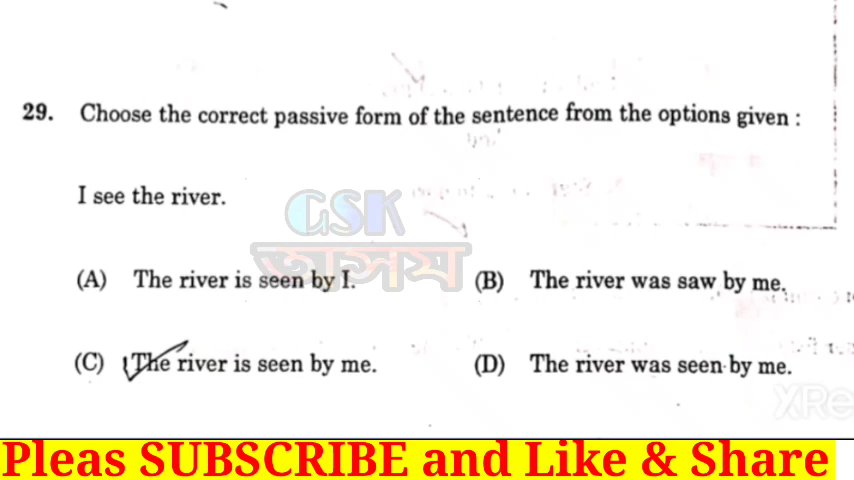 29. Choose the correct passive form of the sentence from the options given :
I see the river.
GSK
অসম
(A) The river is seen by I. (B) The river was saw by me.
(C) The river is seen by me. (D) The river was seen by me.
XRe
Pleas SUBSCRIBE and Like & Share